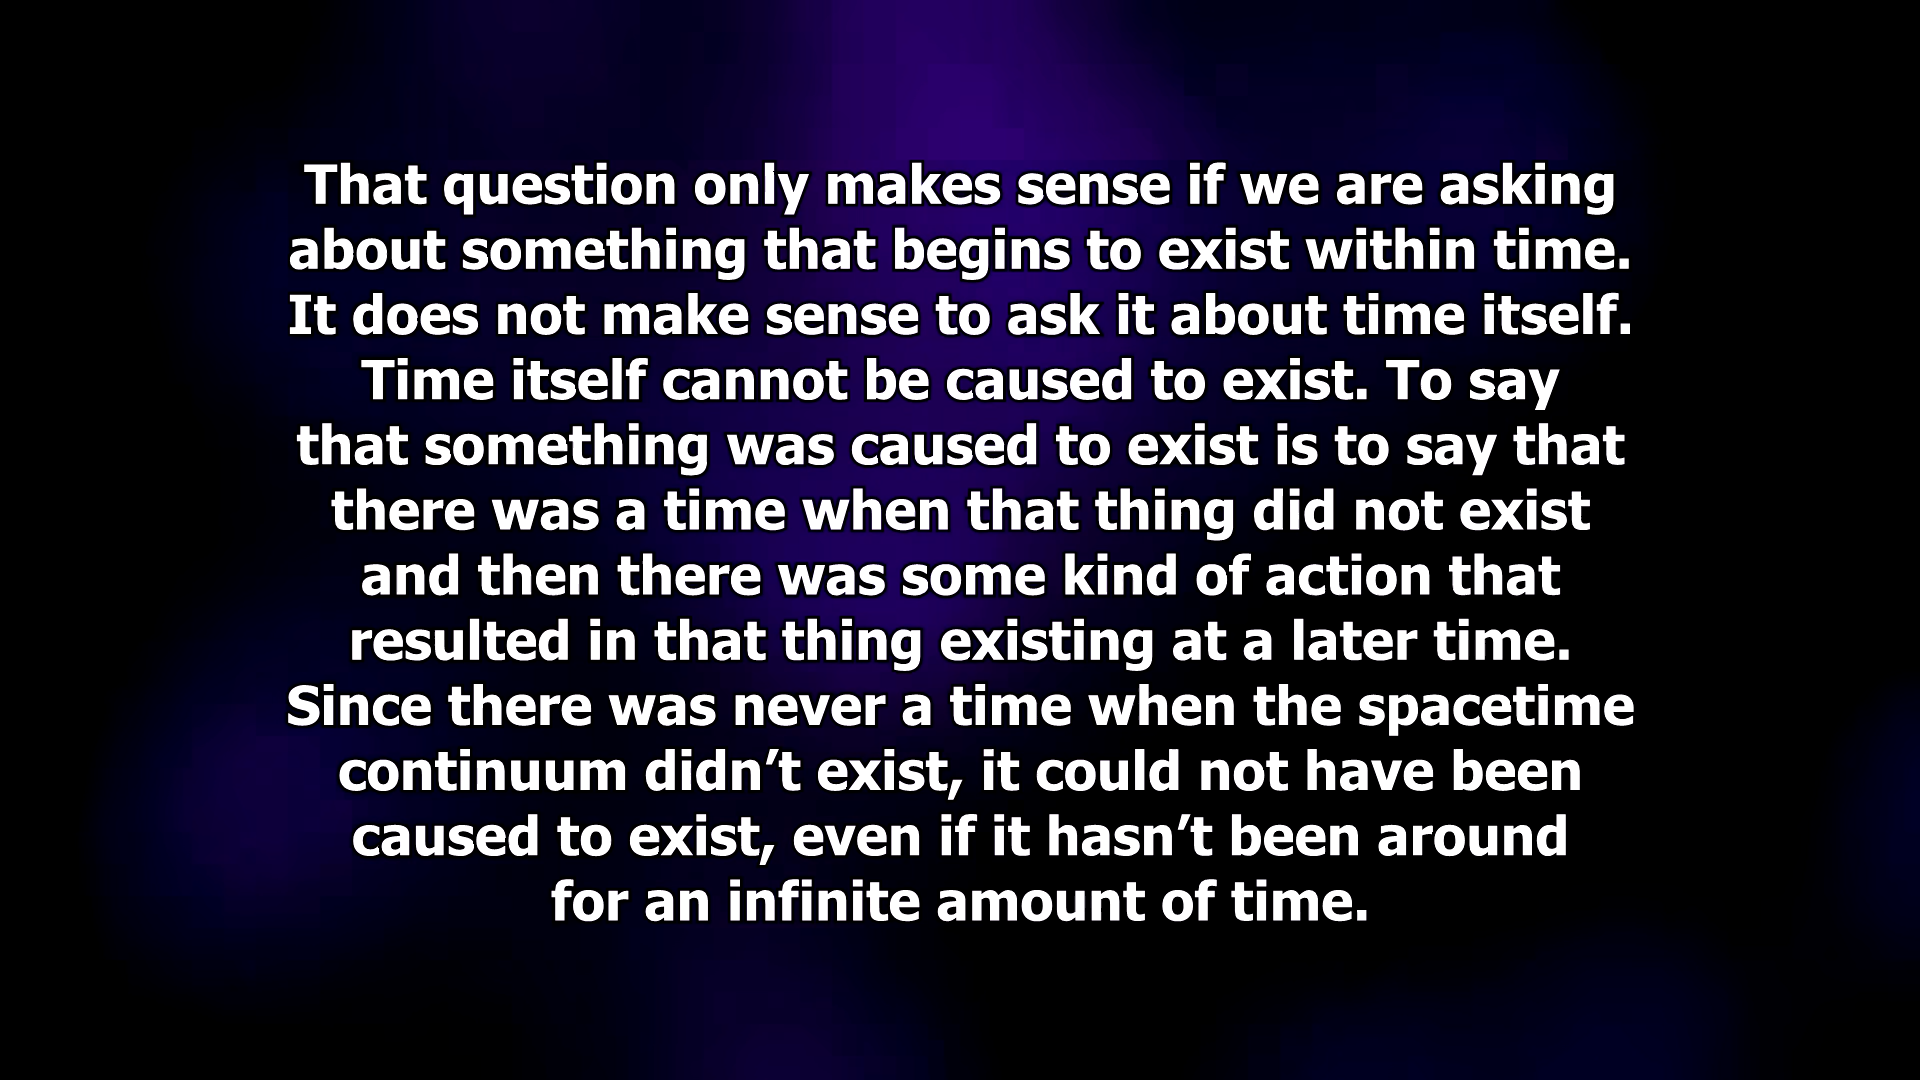 That question only makes sense if we are asking
about something that begins to exist within time.
It does not make sense to ask it about time itself.
Time itself cannot be caused to exist. To say
that something was caused to exist is to say that
there was a time when that thing did not exist
and then there was some kind of action that
resulted in that thing existing at a later time.
Since there was never a time when the spacetime
continuum didn’t exist, it could not have been
caused to exist, even if it hasn’t been around
for an infinite amount of time.